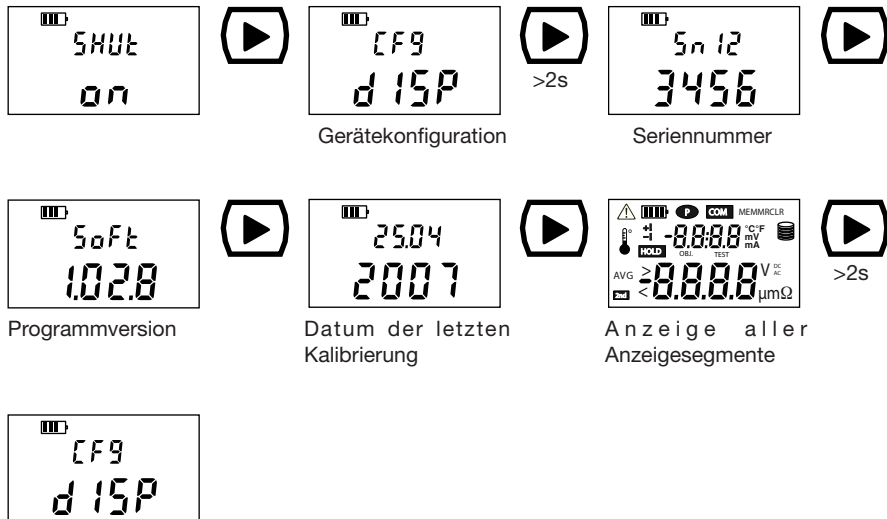 SHUt
on
CFg
dISP
>2s
Gerätekonfiguration
Sn 12
3456
Seriennummer
SoFt
1.02.8
Programmversion
25.04
2007
Datum der letzten
Kalibrierung
P COM MEMMRCLR
-8.8:8.8 °C°F
mV
mA
HOLD OBJ. TEST
AVG > -8.8.8.8 V DC
AC
2nd < µmΩ
>2s
Anzeige aller
Anzeigesegmente
CFg
dISP